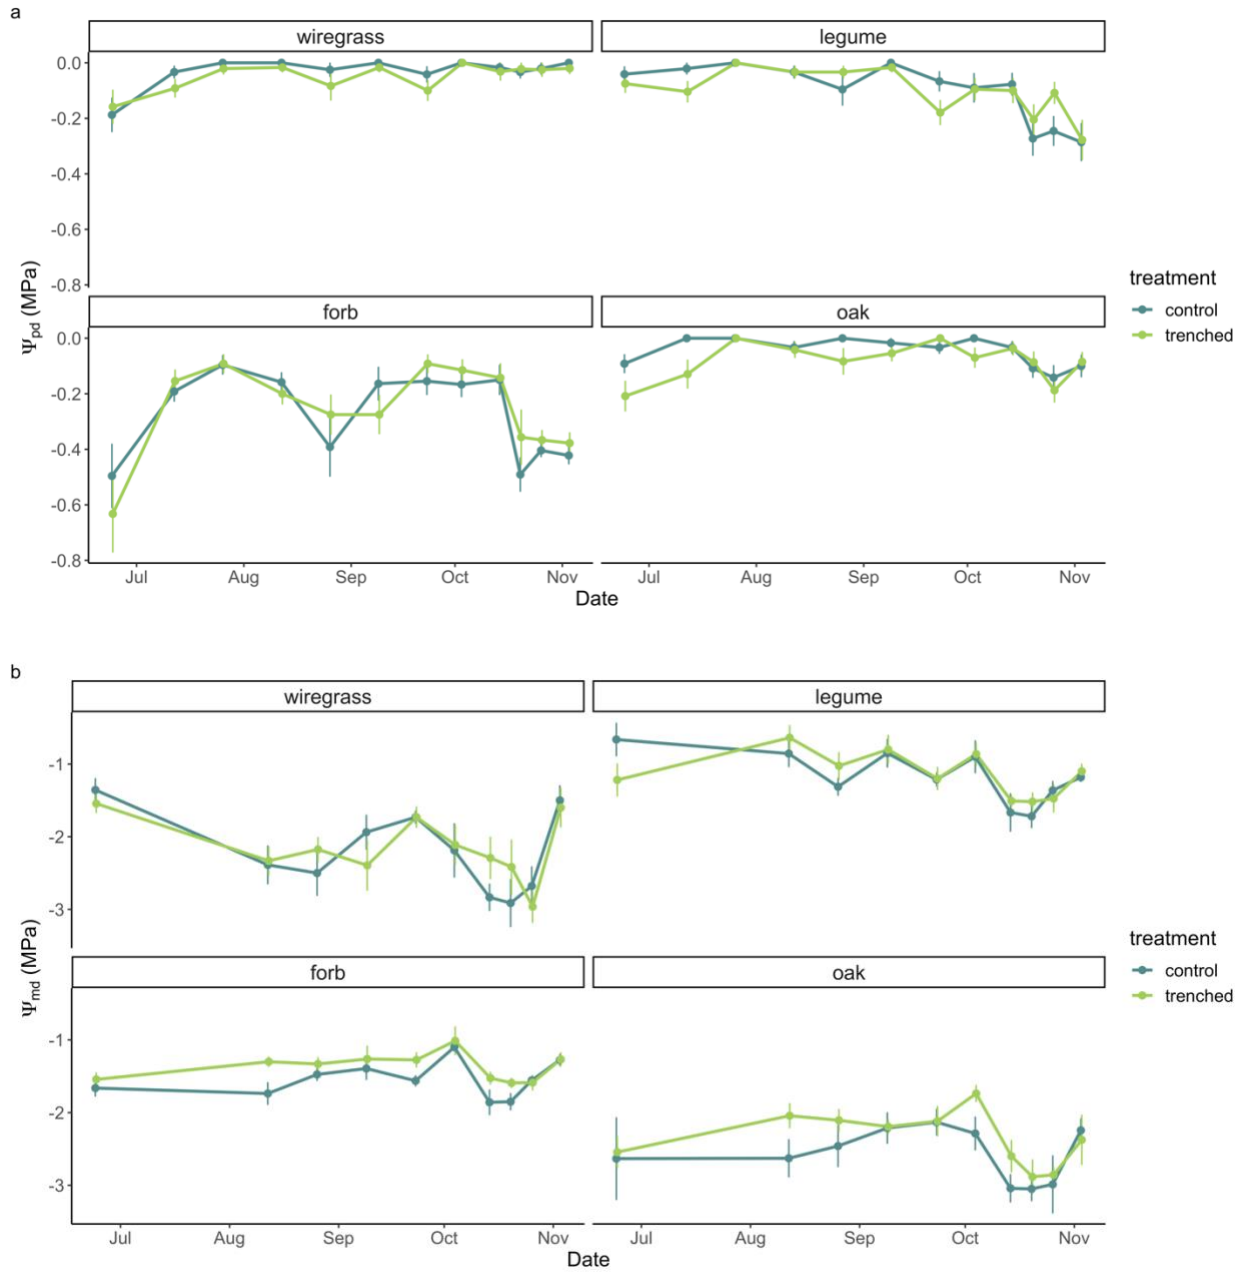 a
wiregrass
legume
0.0
-0.2
-0.4
-0.6
-0.8
forb
oak
0.0
-0.2
-0.4
-0.6
-0.8
Ψpd (MPa)
Jul Aug Sep Oct Nov
Jul Aug Sep Oct Nov
Date
treatment
control
trenched
b
wiregrass
legume
-1
-2
-3
forb
oak
-1
-2
-3
Ψmd (MPa)
Jul Aug Sep Oct Nov
Jul Aug Sep Oct Nov
Date
treatment
control
trenched